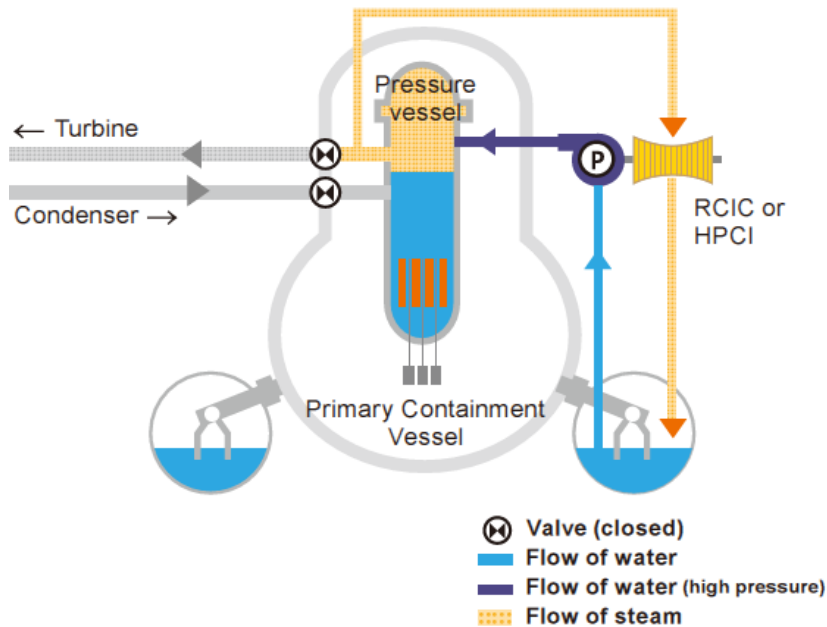 Pressure
vessel
← Turbine
P
Condenser →
RCIC or
HPCI
Primary Containment
Vessel
Valve (closed)
Flow of water
Flow of water (high pressure)
Flow of steam